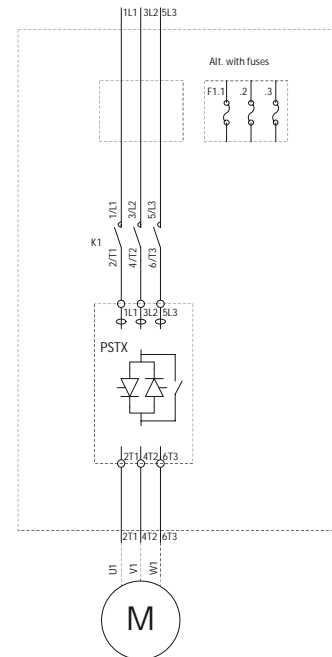 1L1 3L2 5L3
Alt. with fuses
F1.1 .2 .3
1/L1 3/L2 5/L3
K1
2/T1 4/T2 6/T3
1L1 3L2 5L3
PSTX
2T1 4T2 6T3
2T1 4T2 6T3
U1 V1 W1
M